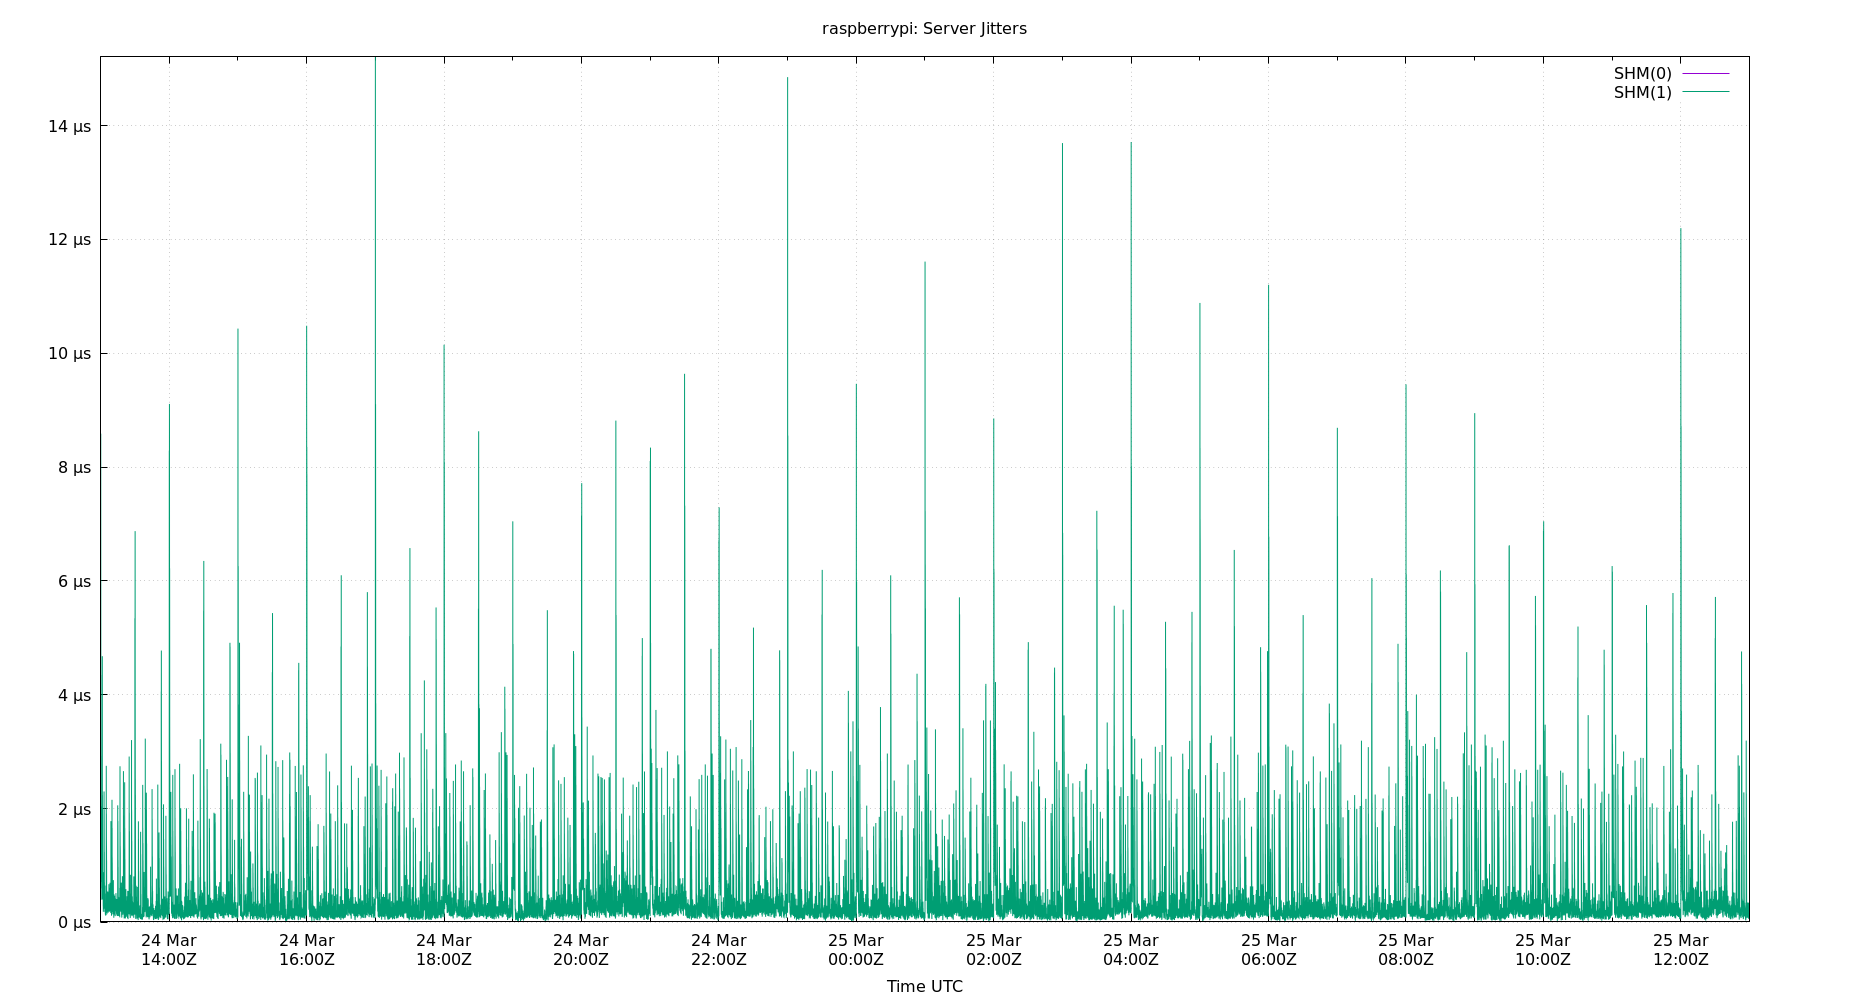 raspberrypi: Server Jitters
SHM(0)
SHM(1)
14 µs
12 µs
10 µs
8 µs
6 µs
4 µs
2 µs
0 µs
24 Mar 24 Mar 24 Mar 24 Mar 24 Mar 25 Mar 25 Mar 25 Mar 25 Mar 25 Mar 25 Mar 25 Mar
14:00Z 16:00Z 18:00Z 20:00Z 22:00Z 00:00Z 02:00Z 04:00Z 06:00Z 08:00Z 10:00Z 12:00Z
Time UTC